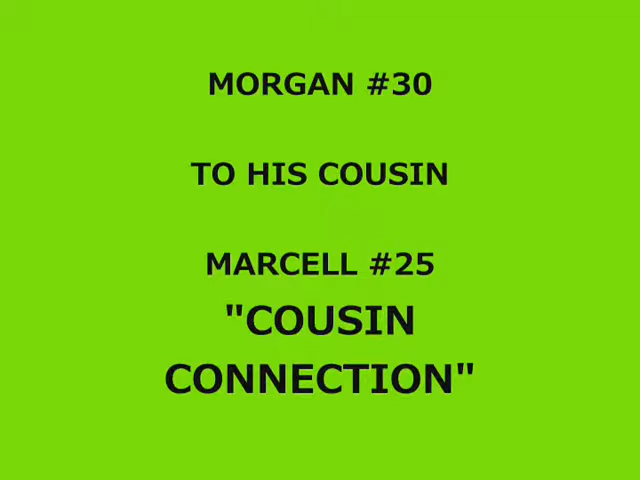 MORGAN #30
TO HIS COUSIN
MARCELL #25
"COUSIN
CONNECTION"